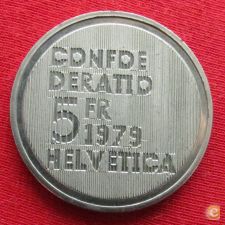 CONFOE
DERATIO
5 FR
1979
HELVETICA